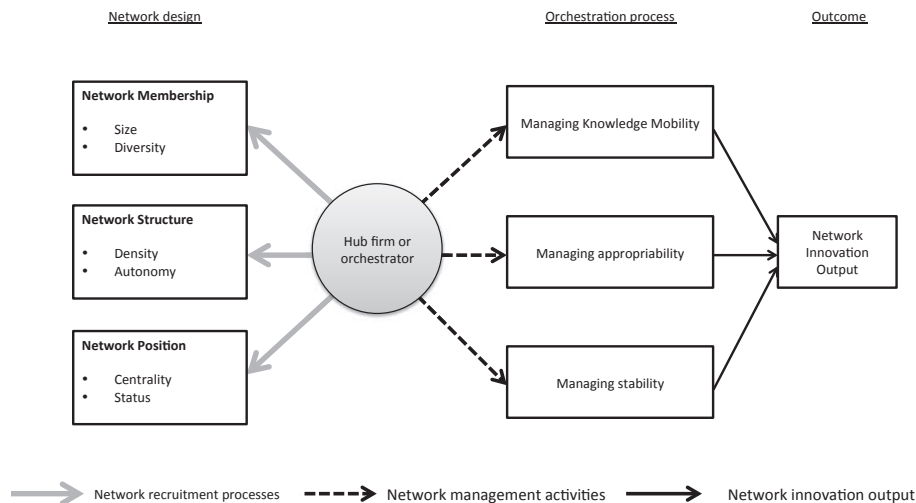 Network design
Orchestration process
Outcome
Network Membership
• Size
• Diversity
Network Structure
• Density
• Autonomy
Network Position
• Centrality
• Status
Hub firm or
orchestrator
Managing Knowledge Mobility
Managing appropriability
Managing stability
Network
Innovation
Output
Network recruitment processes
Network management activities
Network innovation output